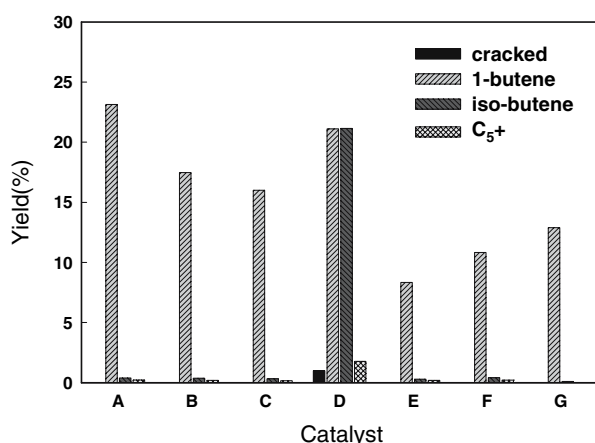 30
25
20
15
10
5
0
Yield(%)
cracked
1-butene
iso-butene
C₅+
A B C D E F G
Catalyst